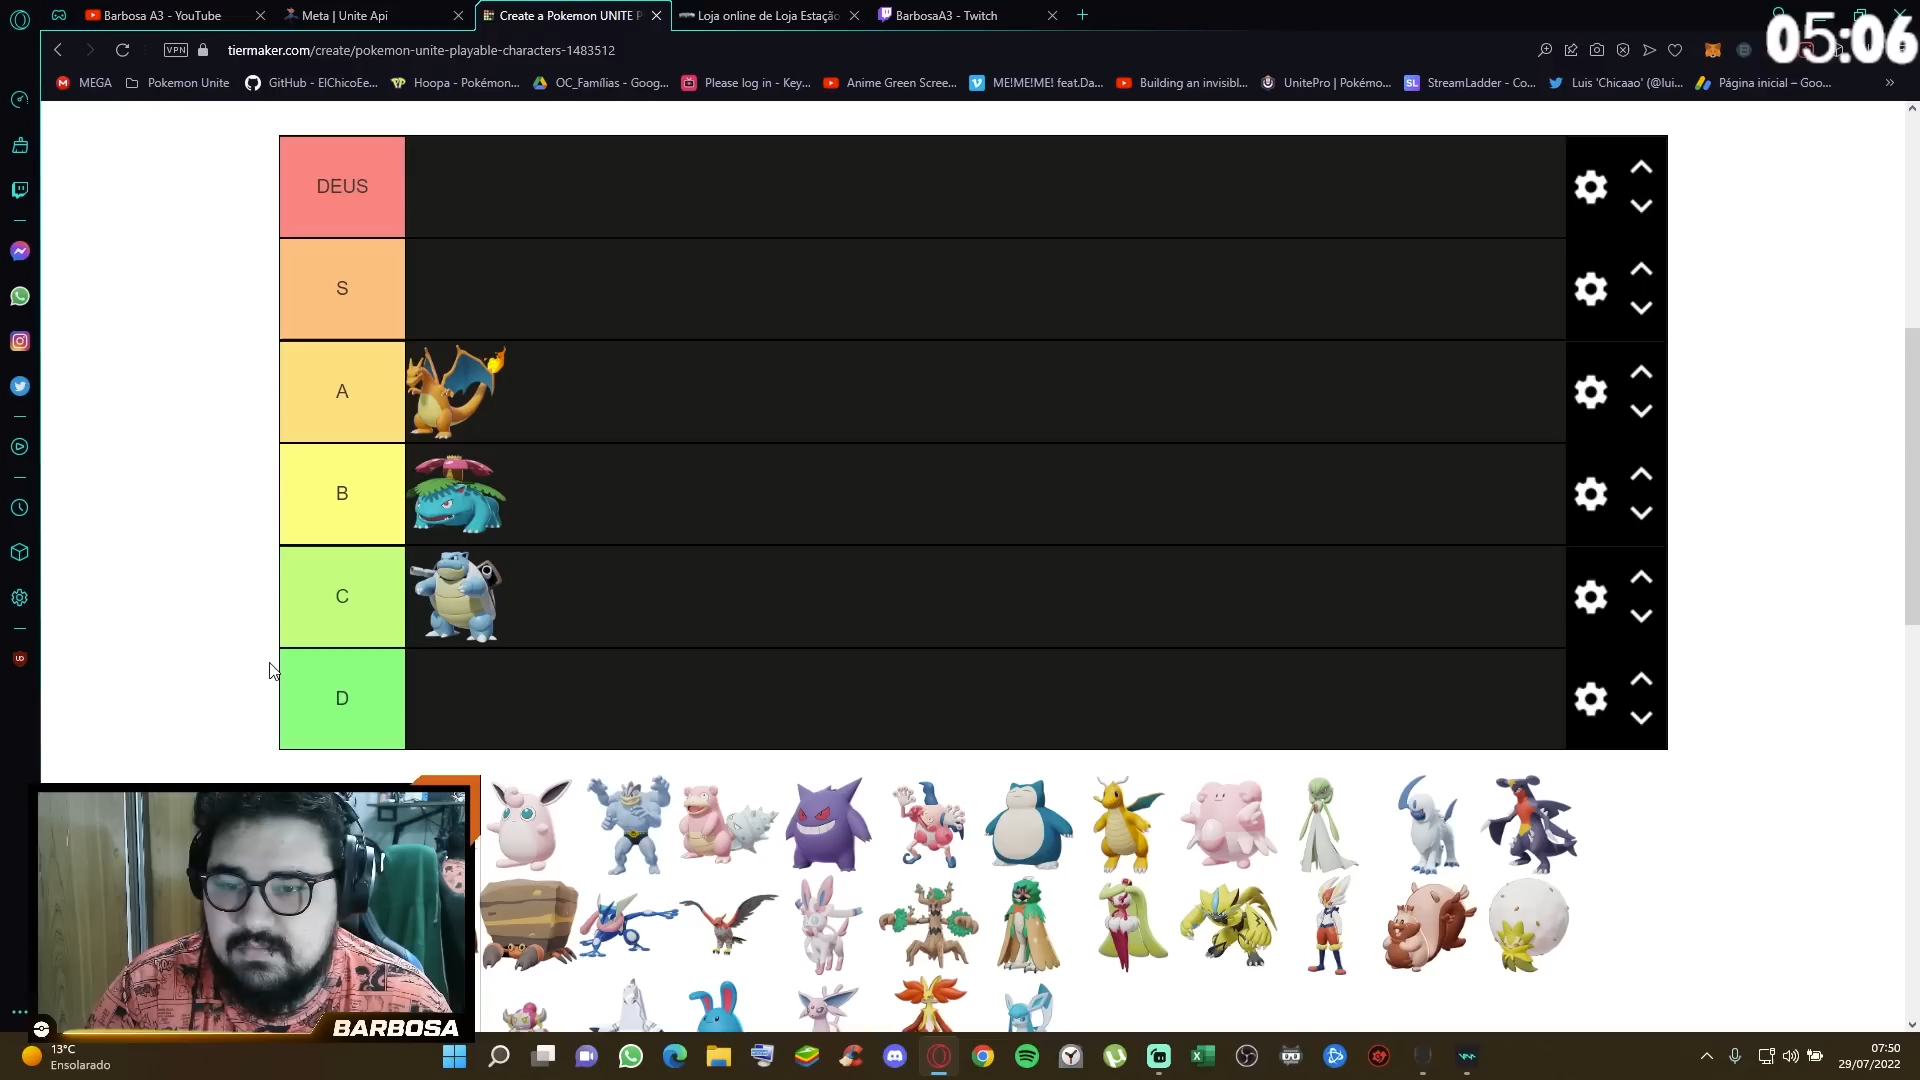 Barbosa A3 - YouTube
Meta | Unite Api
Create a Pokemon UNITE P
Loja online de Loja Estação
BarbosaA3 - Twitch
05:06
VPN
tiermaker.com/create/pokemon-unite-playable-characters-1483512
MEGA
Pokemon Unite
GitHub - ElChicoEe...
Hoopa - Pokémon...
OC_Famílias - Goog...
Please log in - Key...
Anime Green Scree...
ME!ME!ME! feat.Da...
Building an invisibl...
UnitePro | Pokémo...
SL
StreamLadder - Co...
Luis 'Chicaao' (@lui...
Página inicial – Goo...
DEUS
S
A
B
C
D
BARBOSA
13°C
Ensolarado
07:50
29/07/2022